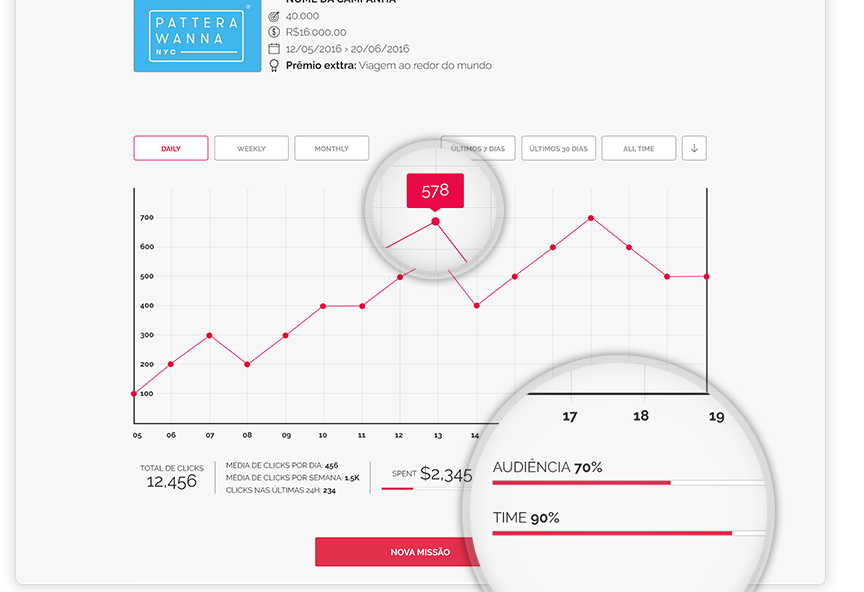 NOME DA CAMPANHA
PATTERA
WANNA
NYC
®
40.000
R$16.000,00
12/05/2016 › 20/06/2016
Prêmio exttra: Viagem ao redor do mundo
DAILY
WEEKLY
MONTHLY
ÚLTIMOS 7 DIAS
ÚLTIMOS 30 DIAS
ALL TIME
578
700
600
500
400
300
200
100
05 06 07 08 09 10 11 12 13 14
17 18 19
TOTAL DE CLICKS
12,456
MÉDIA DE CLICKS POR DIA: 456
MÉDIA DE CLICKS POR SEMANA: 1.5K
CLICKS NAS ÚLTIMAS 24H: 234
SPENT $2,345
AUDIÊNCIA 70%
TIME 90%
NOVA MISSÃO